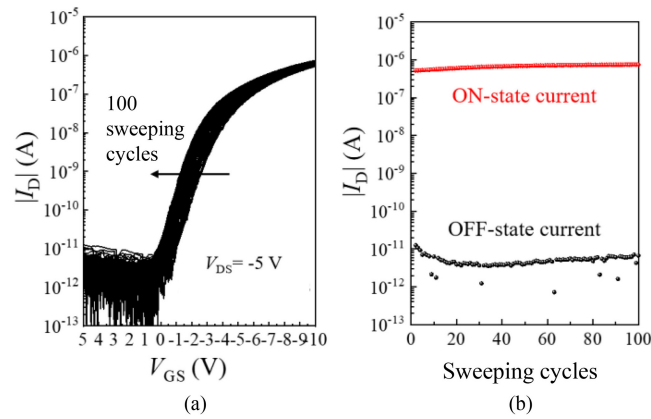 (a)
(b)
10⁻⁵
10⁻⁶
10⁻⁷
10⁻⁸
10⁻⁹
10⁻¹⁰
10⁻¹¹
10⁻¹²
10⁻¹³
|I_D| (A)
100
sweeping
cycles
V_DS= -5 V
5 4 3 2 1 0 -1 -2 -3 -4 -5 -6 -7 -8 -9 -10
V_GS (V)
(a)
10⁻⁵
10⁻⁶
10⁻⁷
10⁻⁸
10⁻⁹
10⁻¹⁰
10⁻¹¹
10⁻¹²
10⁻¹³
|I_D| (A)
ON-state current
OFF-state current
0 20 40 60 80 100
Sweeping cycles
(b)